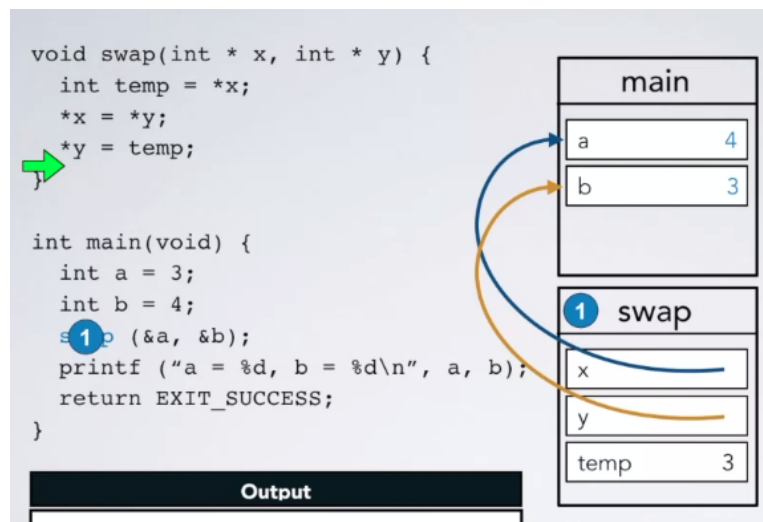 void swap(int * x, int * y) {
int temp = *x;
*x = *y;
*y = temp;
}
int main(void) {
int a = 3;
int b = 4;
s 1 p (&a, &b);
printf (“a = %d, b = %d\n”, a, b);
return EXIT_SUCCESS;
}
Output
main
a 4
b 3
1 swap
x
y
temp 3